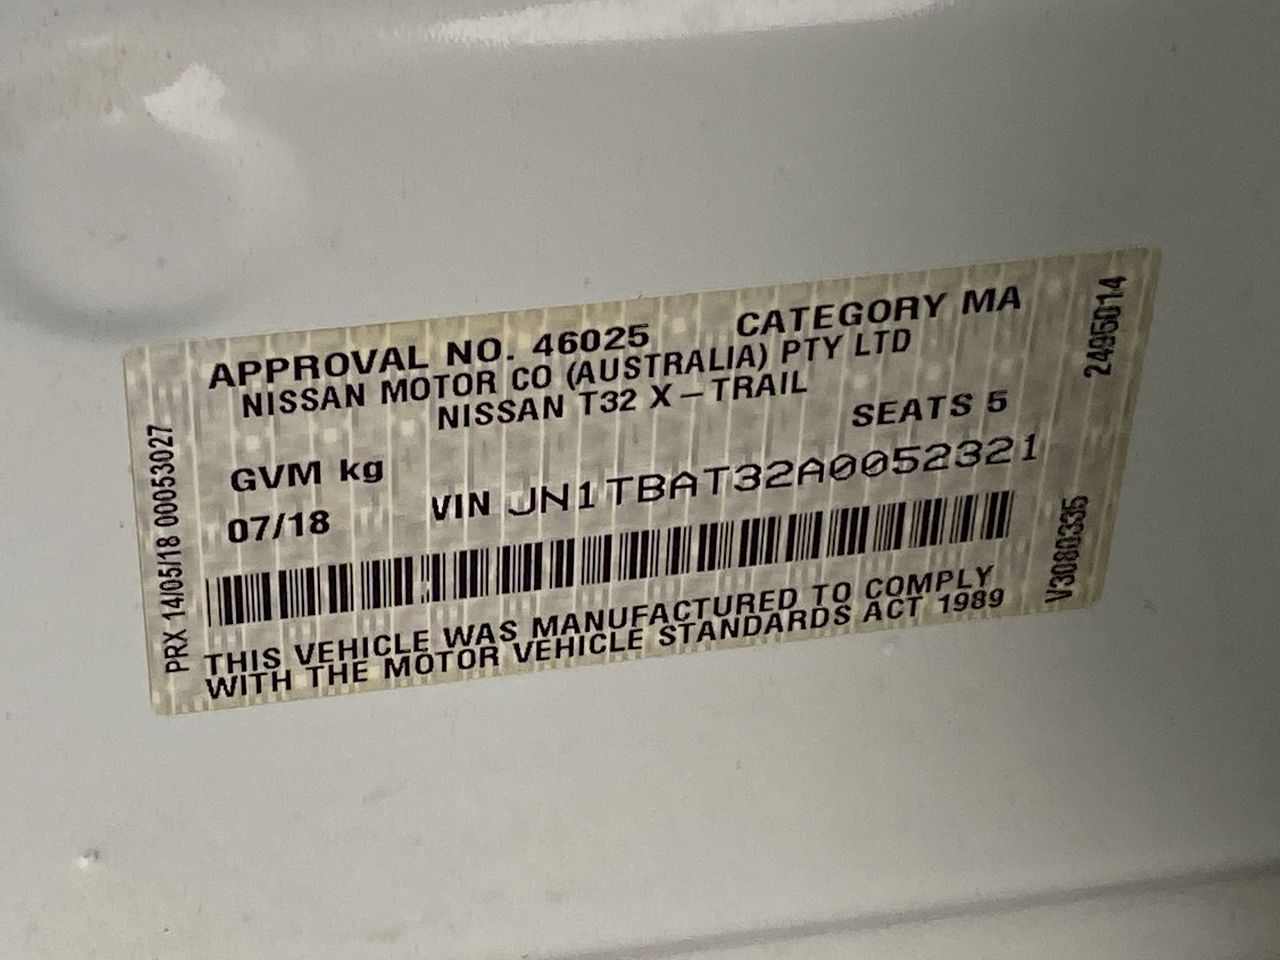 APPROVAL NO. 46025 CATEGORY MA
NISSAN MOTOR CO (AUSTRALIA) PTY LTD
NISSAN T32 X-TRAIL
SEATS 5
GVM kg
07/18 VIN JN1TBAT32A0052321
THIS VEHICLE WAS MANUFACTURED TO COMPLY
WITH THE MOTOR VEHICLE STANDARDS ACT 1989
PRX 14/05/18 00053027
V3080335
2495014